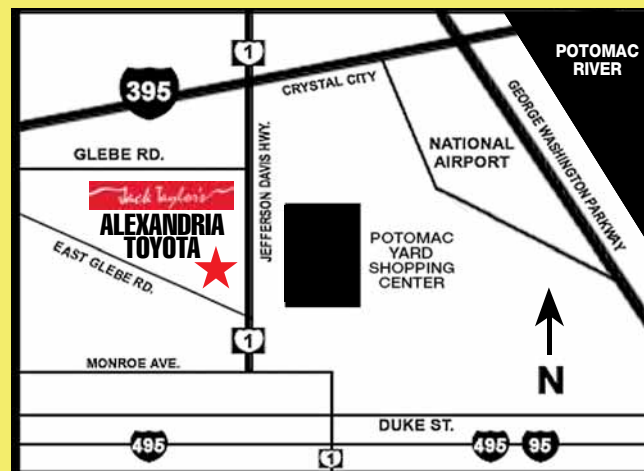 1
POTOMAC
RIVER
395
CRYSTAL CITY
GEORGE WASHINGTON PARKWAY
GLEBE RD.
JEFFERSON DAVIS HWY.
NATIONAL
AIRPORT
Jack Taylor's
ALEXANDRIA
TOYOTA
EAST GLEBE RD.
POTOMAC
YARD
SHOPPING
CENTER
1
MONROE AVE.
N
DUKE ST.
495
1
495
95